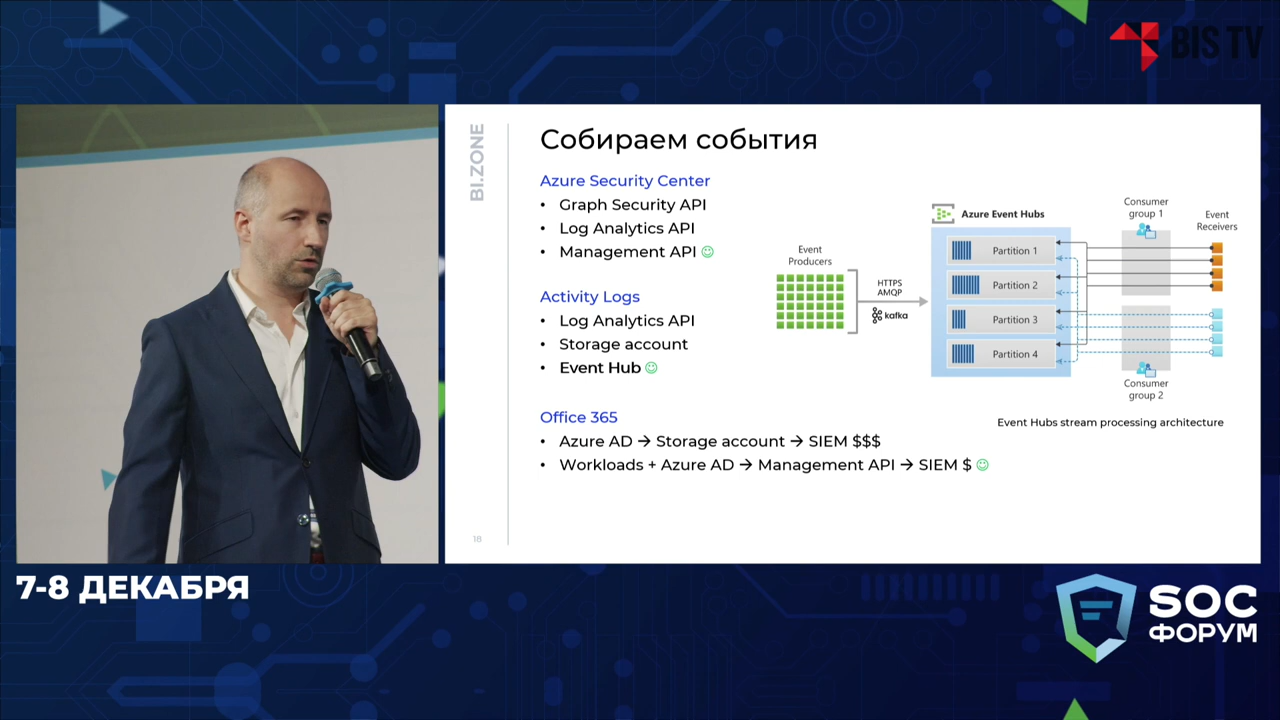 BIS TV
BI.ZONE
Собираем события
Azure Security Center
• Graph Security API
• Log Analytics API
• Management API ☺
Activity Logs
• Log Analytics API
• Storage account
• Event Hub ☺
Office 365
• Azure AD → Storage account → SIEM $$$
• Workloads + Azure AD → Management API → SIEM $ ☺
Event
Producers
HTTPS
AMQP
kafka
Azure Event Hubs
Partition 1
Partition 2
Partition 3
Partition 4
Consumer
group 1
Event
Receivers
Consumer
group 2
Event Hubs stream processing architecture
18
7-8 ДЕКАБРЯ
SOC
ФОРУМ